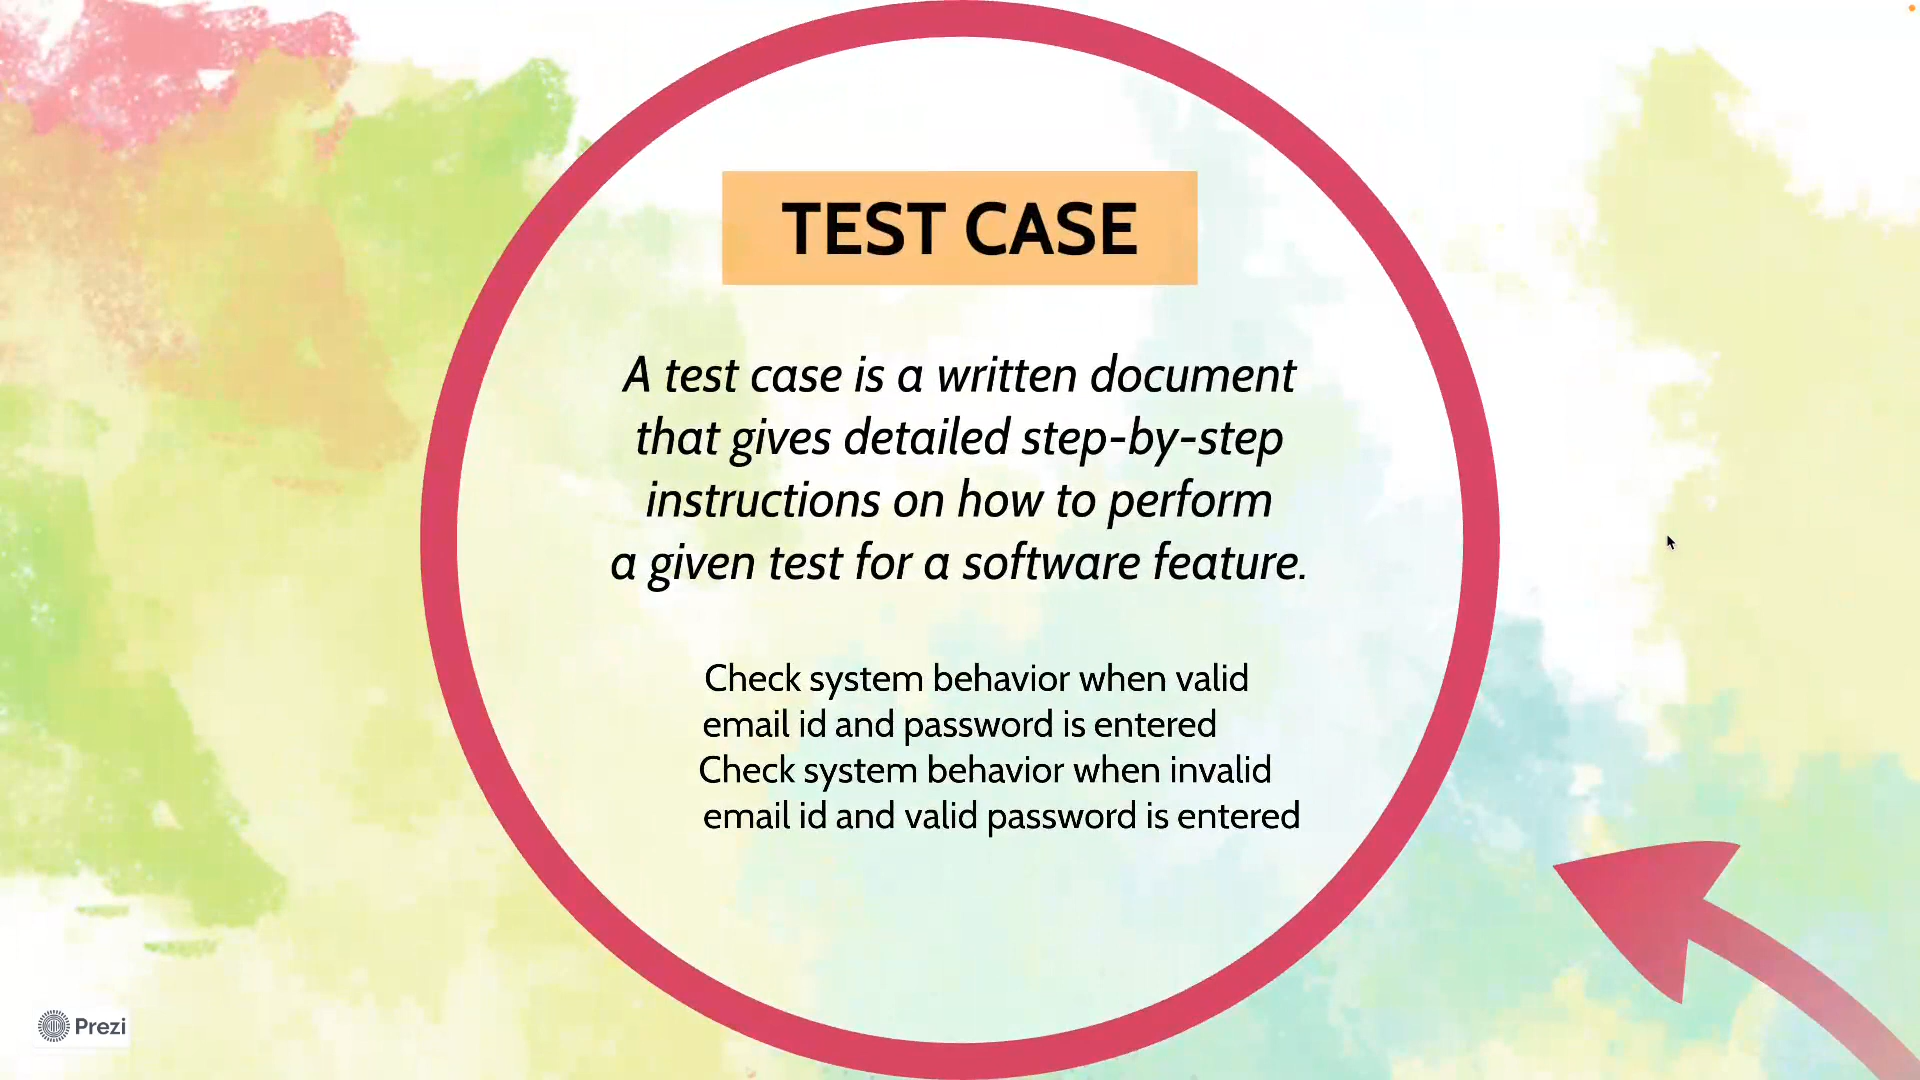 TEST CASE
A test case is a written document
that gives detailed step-by-step
instructions on how to perform
a given test for a software feature.
Check system behavior when valid
email id and password is entered
Check system behavior when invalid
email id and valid password is entered
Prezi